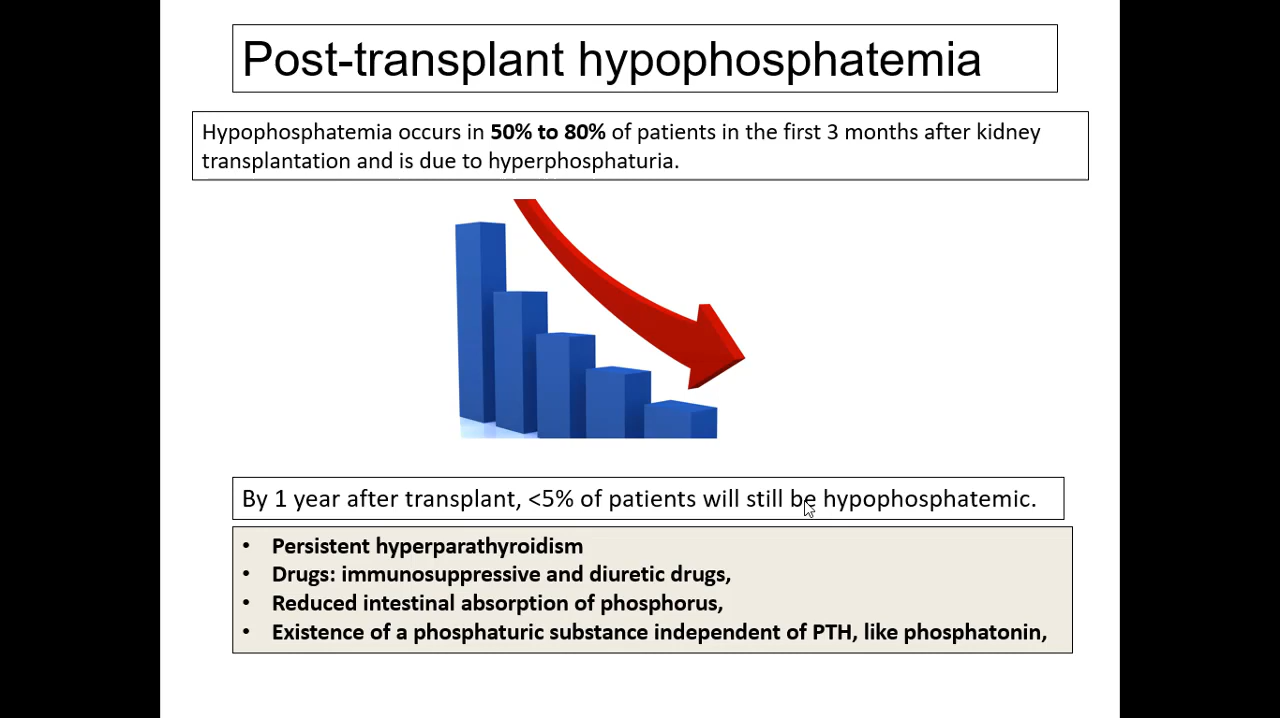 Post-transplant hypophosphatemia
Hypophosphatemia occurs in 50% to 80% of patients in the first 3 months after kidney
transplantation and is due to hyperphosphaturia.
By 1 year after transplant, <5% of patients will still be hypophosphatemic.
• Persistent hyperparathyroidism
• Drugs: immunosuppressive and diuretic drugs,
• Reduced intestinal absorption of phosphorus,
• Existence of a phosphaturic substance independent of PTH, like phosphatonin,